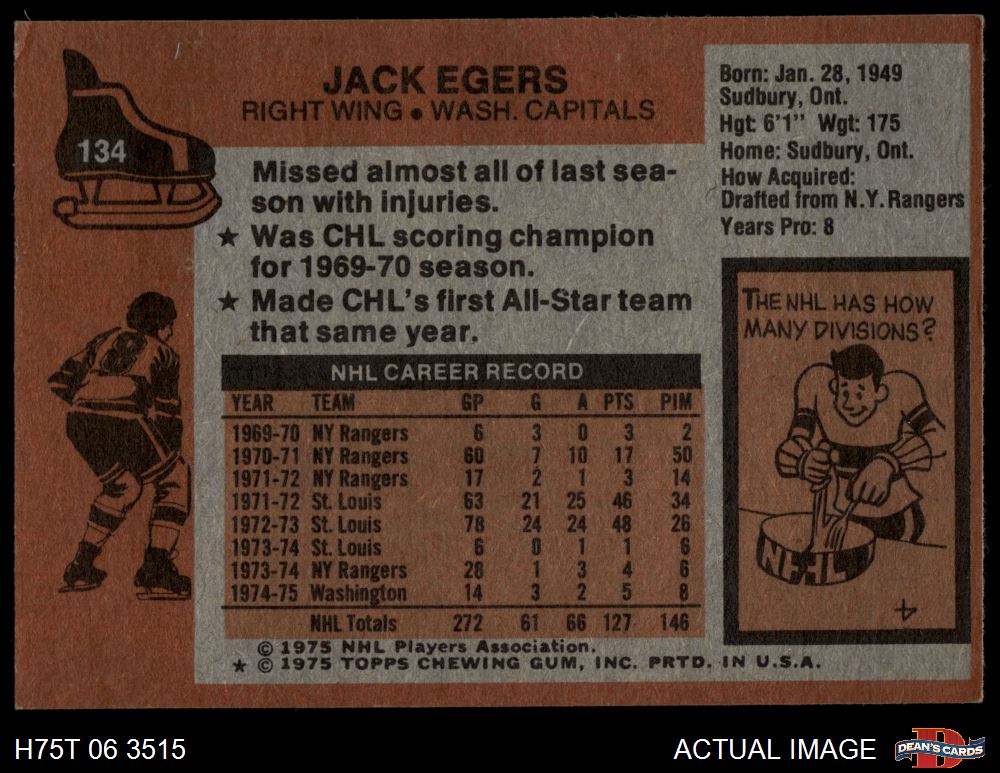 134
JACK EGERS
RIGHT WING • WASH. CAPITALS
Missed almost all of last sea-
son with injuries.
★ Was CHL scoring champion
for 1969-70 season.
★ Made CHL's first All-Star team
that same year.
NHL CAREER RECORD
YEAR TEAM GP G A PTS PIM
1969-70 NY Rangers 6 3 0 3 2
1970-71 NY Rangers 60 7 10 17 50
1971-72 NY Rangers 17 2 1 3 14
1971-72 St. Louis 63 21 25 46 34
1972-73 St. Louis 78 24 24 48 26
1973-74 St. Louis 6 0 1 1 6
1973-74 NY Rangers 28 1 3 4 6
1974-75 Washington 14 3 2 5 8
NHL Totals 272 61 66 127 146
© 1975 NHL Players Association.
★ © 1975 TOPPS CHEWING GUM, INC. PRTD. IN U.S.A.
Born: Jan. 28, 1949
Sudbury, Ont.
Hgt: 6'1" Wgt: 175
Home: Sudbury, Ont.
How Acquired:
Drafted from N.Y. Rangers
Years Pro: 8
THE NHL HAS HOW
MANY DIVISIONS?
NHL
4
8
H75T 06 3515
ACTUAL IMAGE
D
DEAN'S CARDS